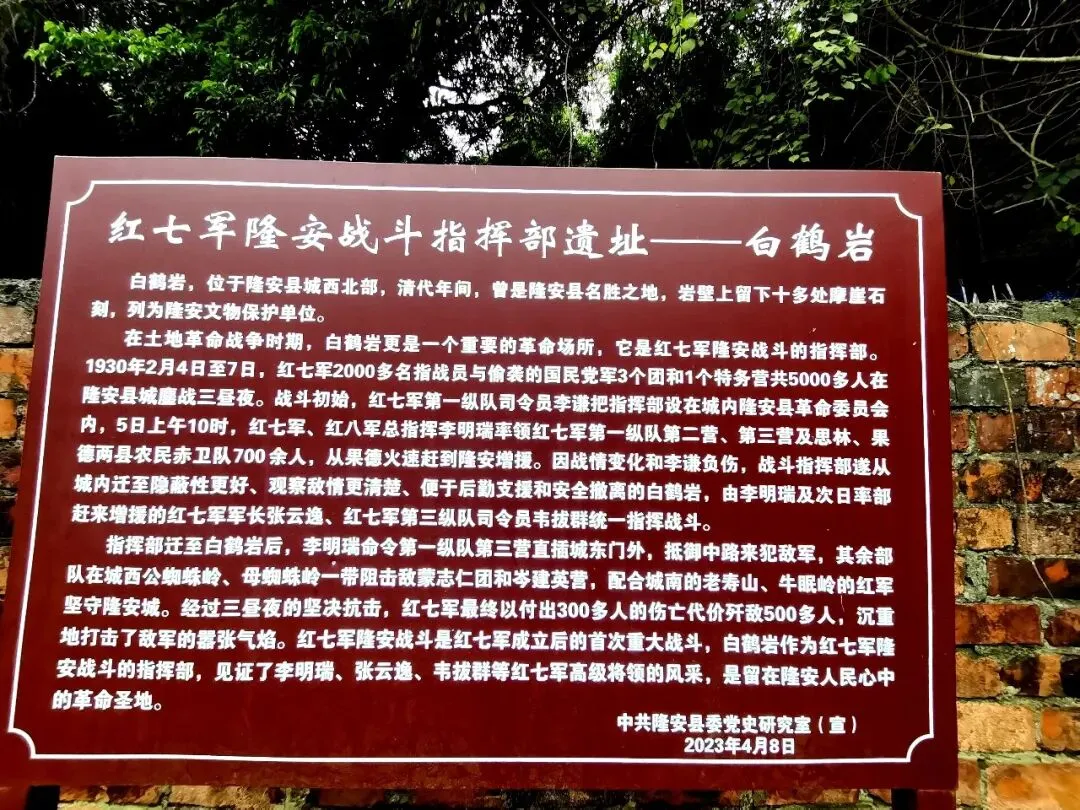 红七军隆安战斗指挥部遗址——白鹤岩
白鹤岩，位于隆安县城西北部，清代年间，曾是隆安县名胜之地，岩壁上留下十多处摩崖石
刻，列为隆安文物保护单位。
在土地革命战争时期，白鹤岩更是一个重要的革命场所，它是红七军隆安战斗的指挥部。
1930年2月4日至7日，红七军2000多名指战员与偷袭的国民党军3个团和1个特务营共5000多人在
隆安县城鏖战三昼夜。战斗初始，红七军第一纵队司令员李谦把指挥部设在城内隆安县革命委员会
内，5日上午10时，红七军、红八军总指挥李明瑞率领红七军第一纵队第二营、第三营及思林、果
德两县农民赤卫队700余人，从果德火速赶到隆安增援。因战情变化和李谦负伤，战斗指挥部遂从
城内迁至隐蔽性更好、观察敌情更清楚、便于后勤支援和安全撤离的白鹤岩，由李明瑞及次日率部
赶来增援的红七军军长张云逸、红七军第三纵队司令员韦拔群统一指挥战斗。
指挥部迁至白鹤岩后，李明瑞命令第一纵队第三营直插城东门外，抵御中路来犯敌军，其余部
队在城西公蜘蛛岭、母蜘蛛岭一带阻击敌蒙志仁团和岑建英营，配合城南的老寿山、牛眠岭的红军
坚守隆安城。经过三昼夜的坚决抗击，红七军最终以付出300多人的伤亡代价歼敌500多人，沉重
地打击了敌军的嚣张气焰。红七军隆安战斗是红七军成立后的首次重大战斗，白鹤岩作为红七军隆
安战斗的指挥部，见证了李明瑞、张云逸、韦拔群等红七军高级将领的风采，是留在隆安人民心中
的革命圣地。
中共隆安县委党史研究室（宣）
2023年4月8日